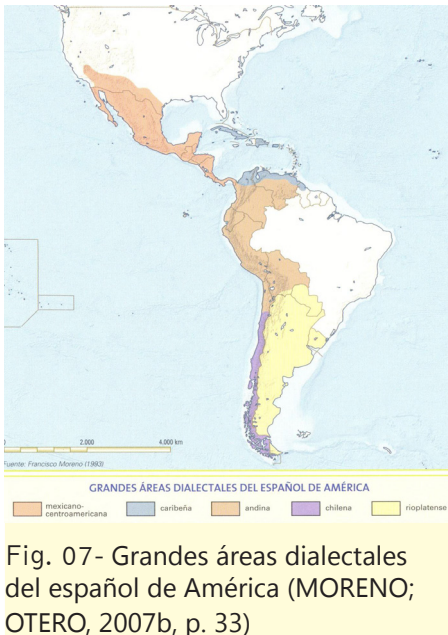 2.000
4.000 km
Fuente: Francisco Moreno (1993)
GRANDES ÁREAS DIALECTALES DEL ESPAÑOL DE AMÉRICA
mexicano-
centroamericana
caribeña
andina
chilena
rioplatense
Fig. 07- Grandes áreas dialectales
del español de América (MORENO;
OTERO, 2007b, p. 33)